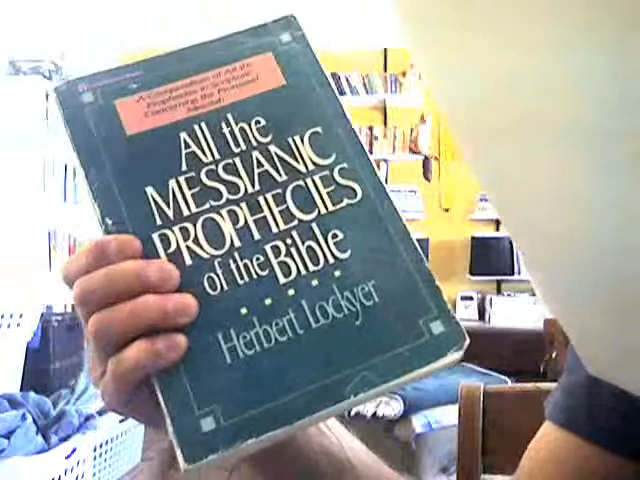 A Compendium of All the
Prophecies in Scripture
Concerning the Promised
Messiah
All the
MESSIANIC
PROPHECIES
of the Bible
Herbert Lockyer